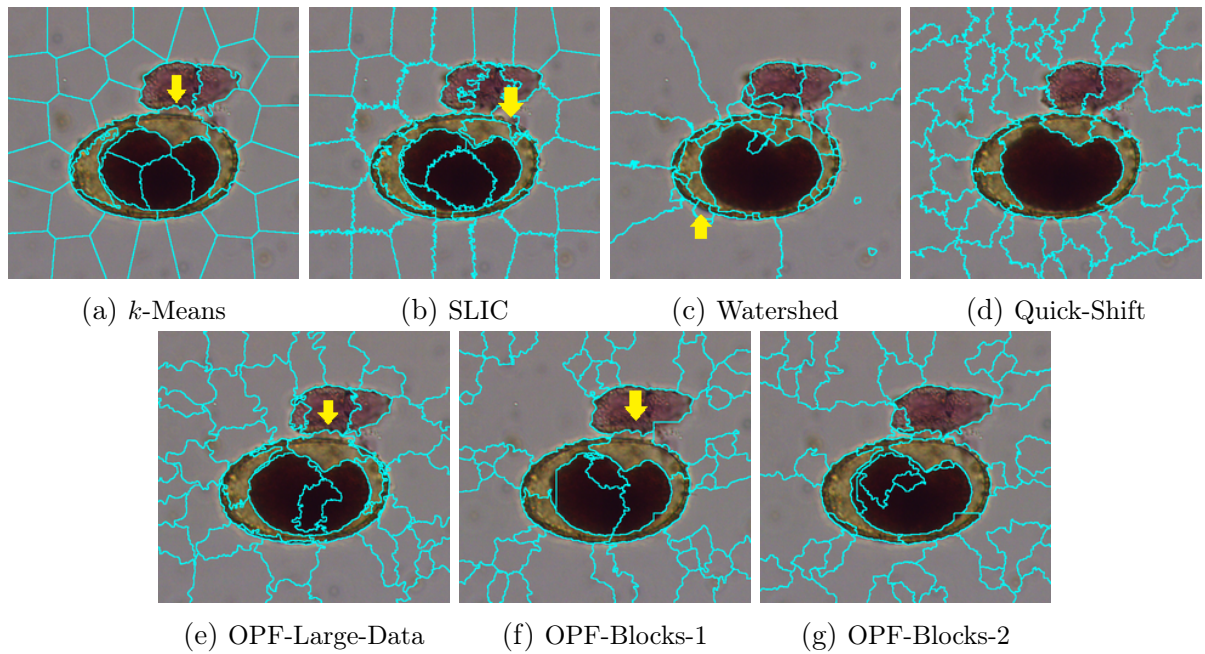 (a) k-Means
(b) SLIC
(c) Watershed
(d) Quick-Shift
(e) OPF-Large-Data
(f) OPF-Blocks-1
(g) OPF-Blocks-2